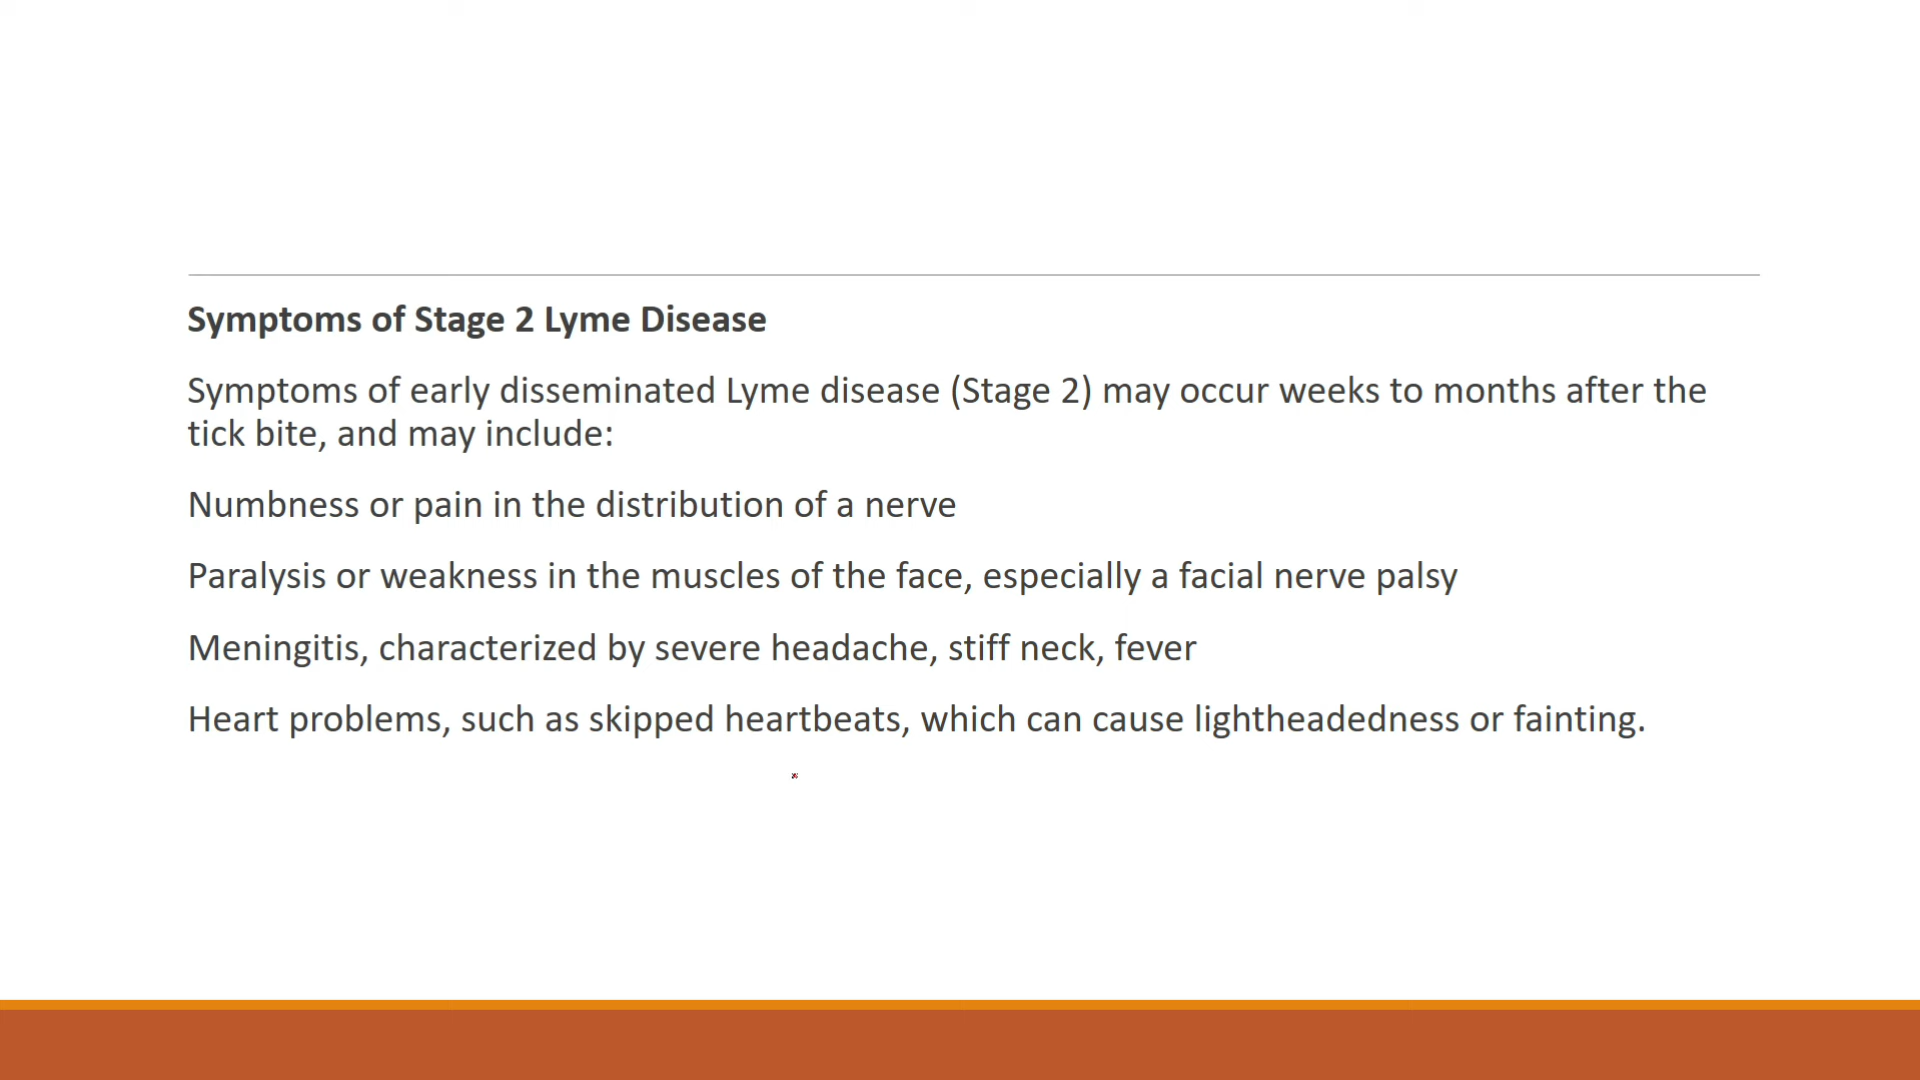 Symptoms of Stage 2 Lyme Disease
Symptoms of early disseminated Lyme disease (Stage 2) may occur weeks to months after the
tick bite, and may include:
Numbness or pain in the distribution of a nerve
Paralysis or weakness in the muscles of the face, especially a facial nerve palsy
Meningitis, characterized by severe headache, stiff neck, fever
Heart problems, such as skipped heartbeats, which can cause lightheadedness or fainting.